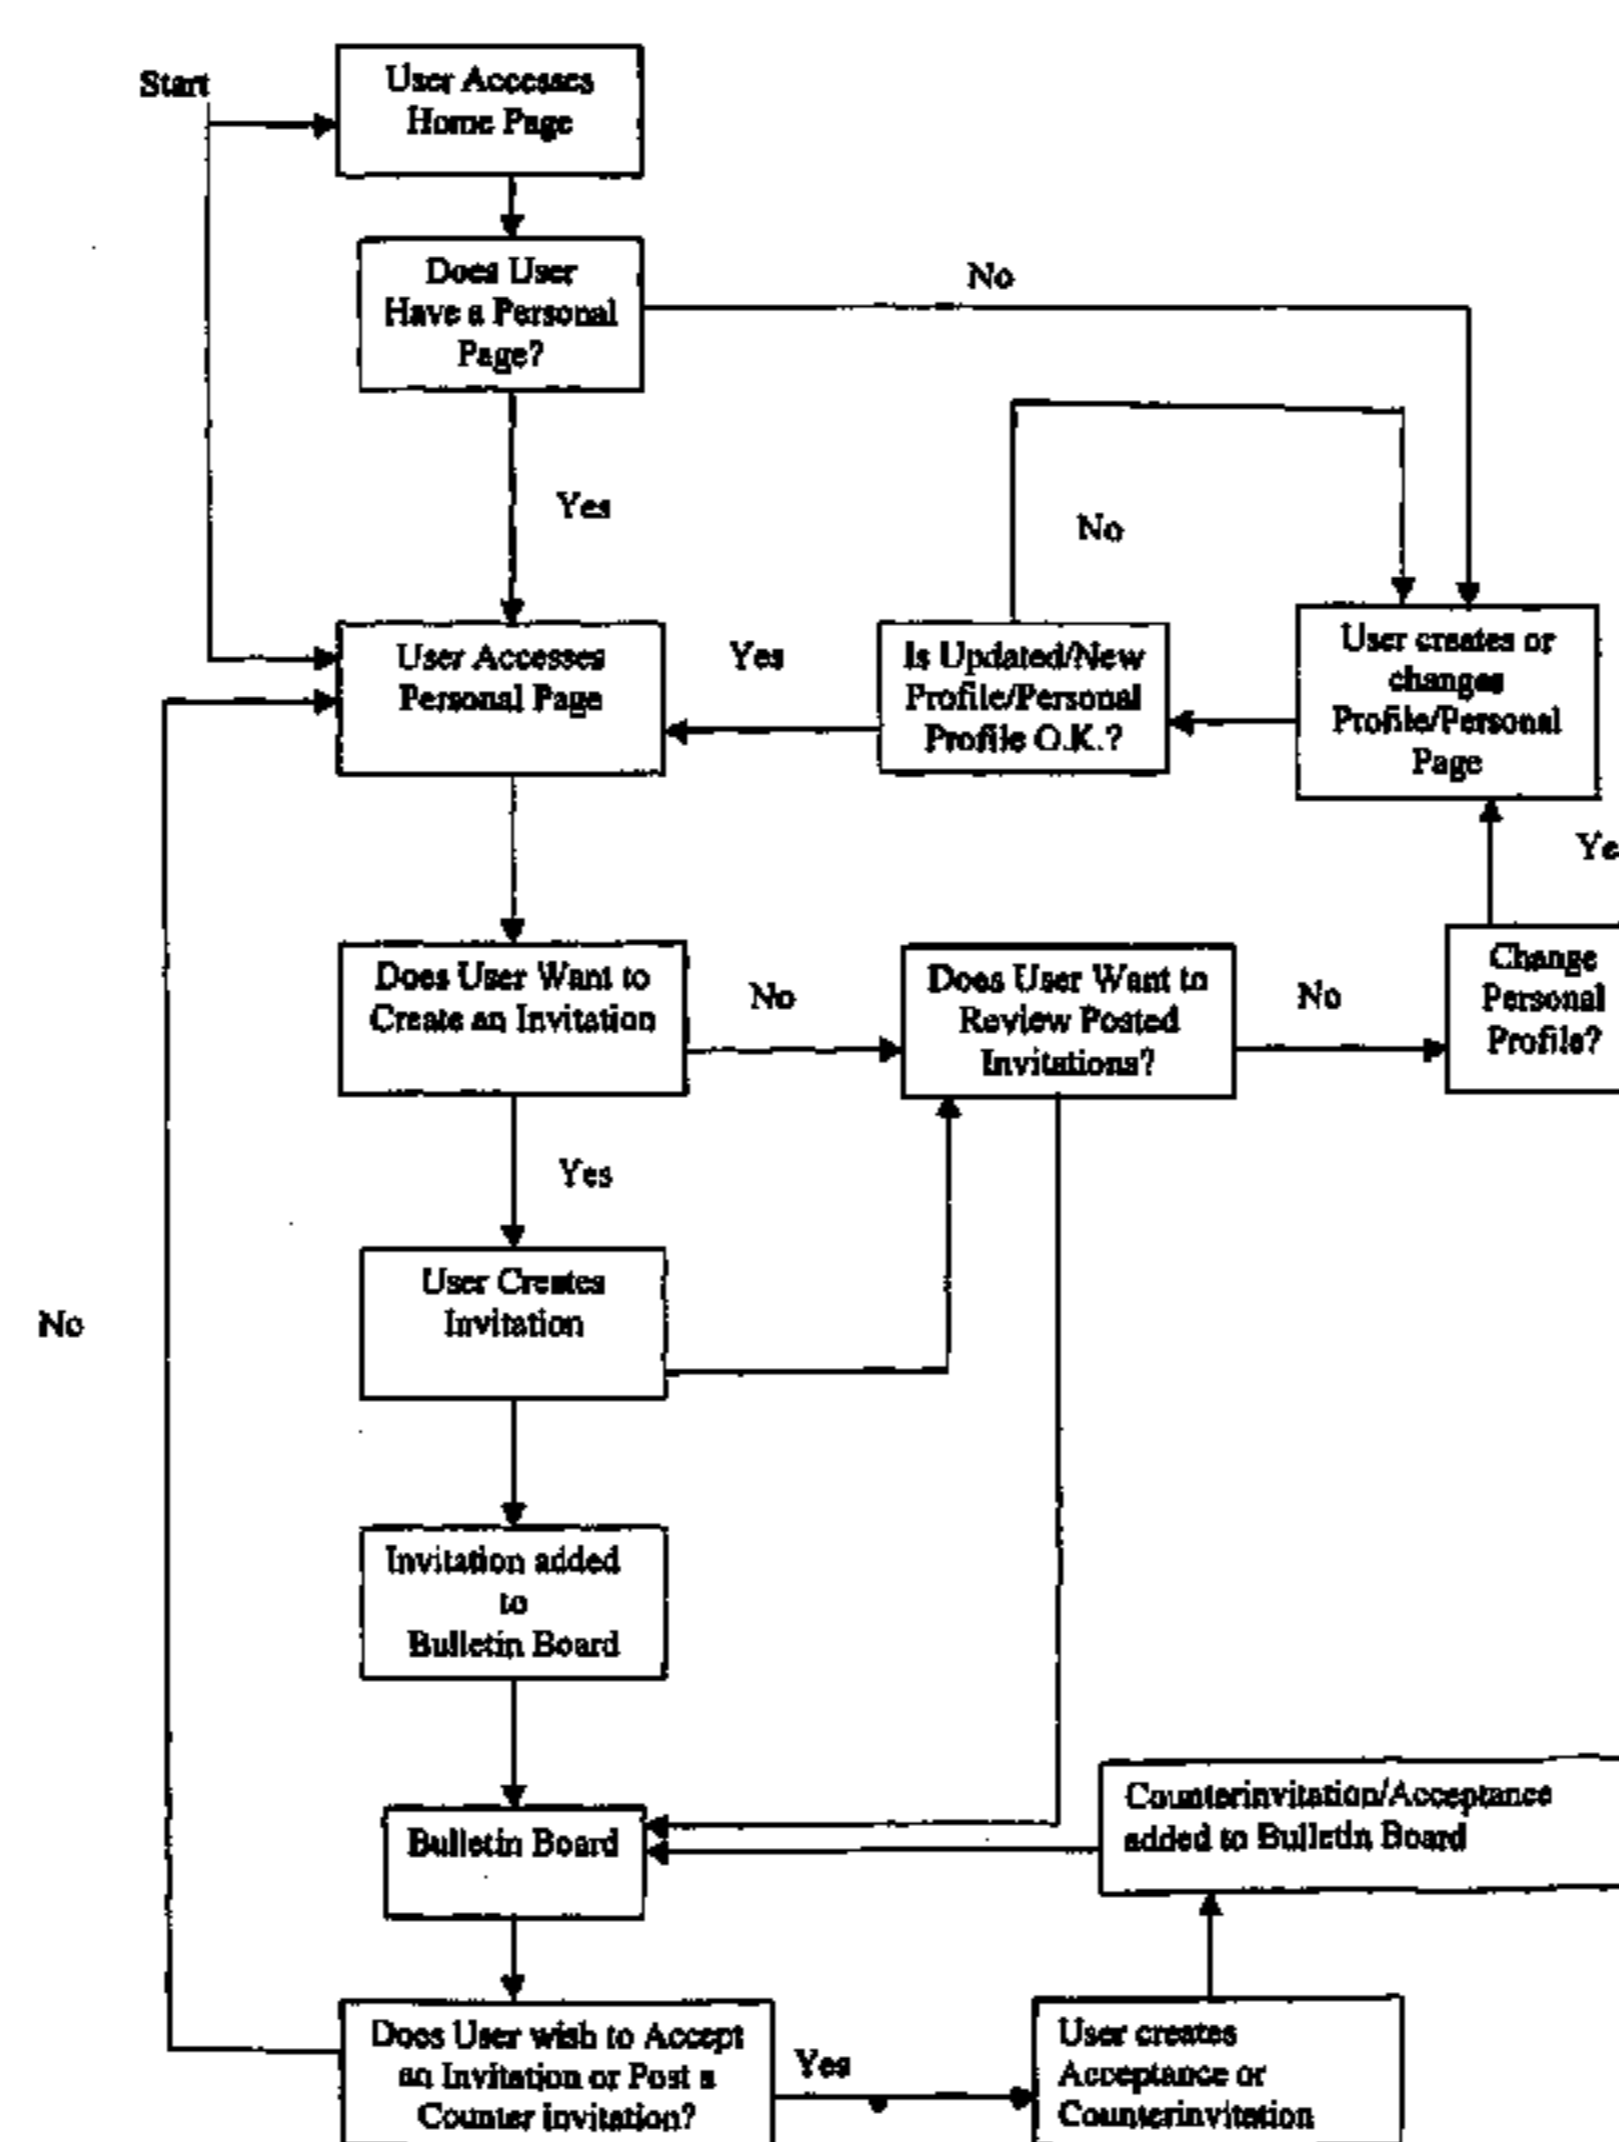 Start
User Accesses
Home Page
Does User
Have a Personal
Page?
No
Yes
No
User Accesses
Personal Page
Yes
Is Updated/New
Profile/Personal
Profile O.K.?
User creates or
changes
Profile/Personal
Page
Ye
Does User Want to
Create an Invitation
No
Does User Want to
Review Posted
Invitations?
No
Change
Personal
Profile?
Yes
User Creates
Invitation
No
Invitation added
to
Bulletin Board
Bulletin Board
Counterinvitation/Acceptance
added to Bulletin Board
Does User wish to Accept
an Invitation or Post a
Counter invitation?
Yes
User creates
Acceptance or
Counterinvitation